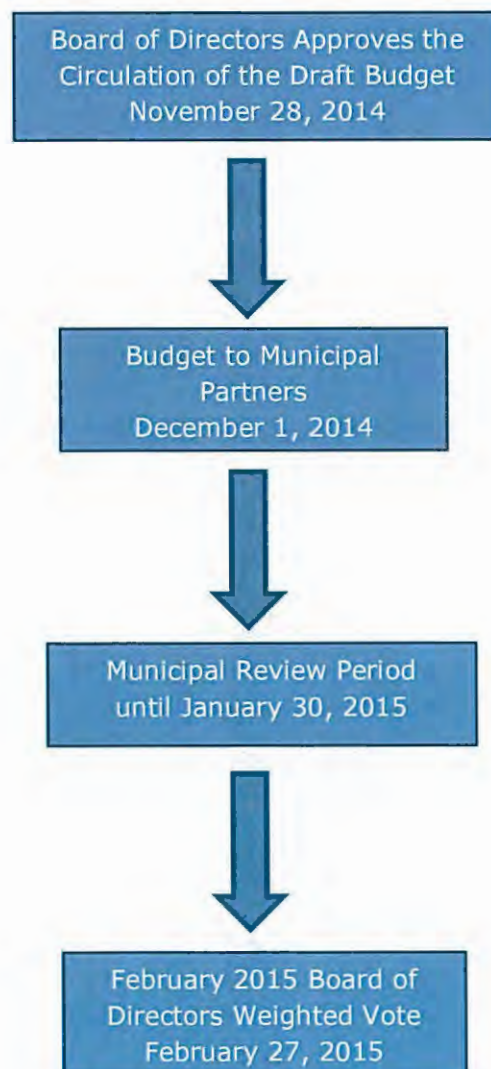 Board of Directors Approves the
Circulation of the Draft Budget
November 28, 2014
Budget to Municipal
Partners
December 1, 2014
Municipal Review Period
until January 30, 2015
February 2015 Board of
Directors Weighted Vote
February 27, 2015